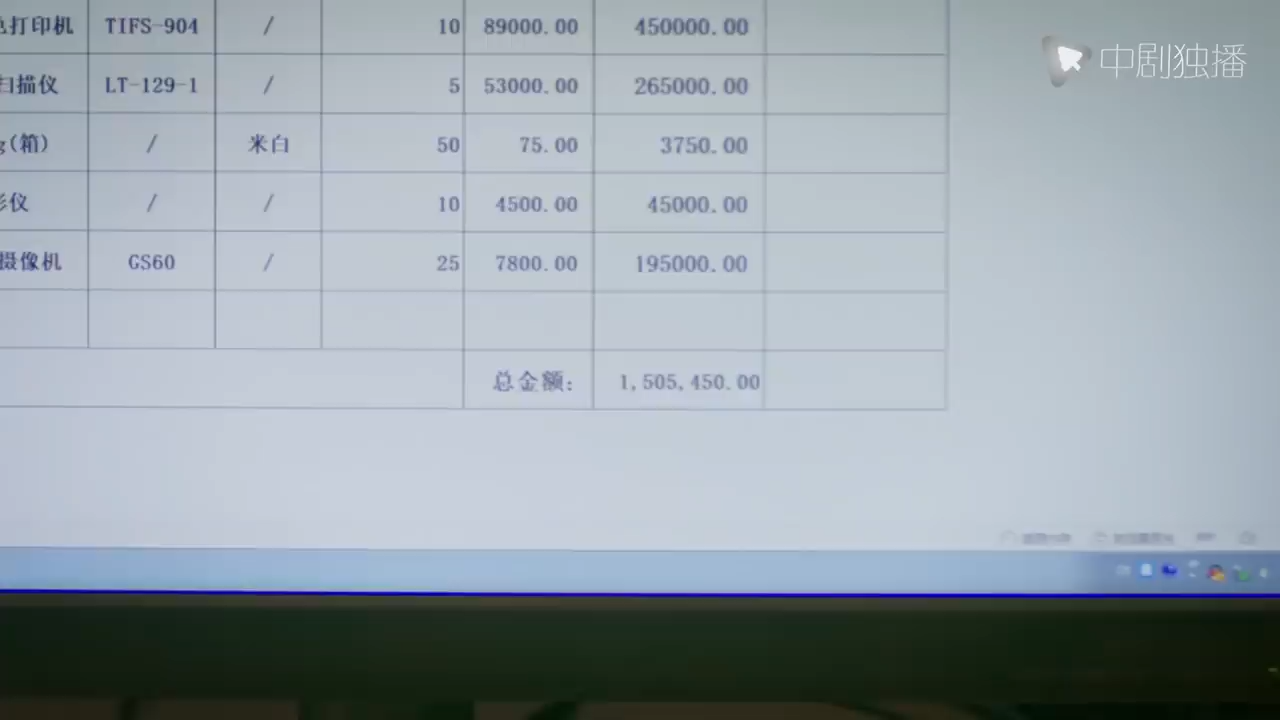 打印机 TIFS-904 / 10 89000.00 450000.00
中剧独播
描仪 LT-129-1 / 5 53000.00 265000.00
(箱) / 米白 50 75.00 3750.00
仪 / / 10 4500.00 45000.00
摄像机 GS60 / 25 7800.00 195000.00
总金额: 1,505,450.00